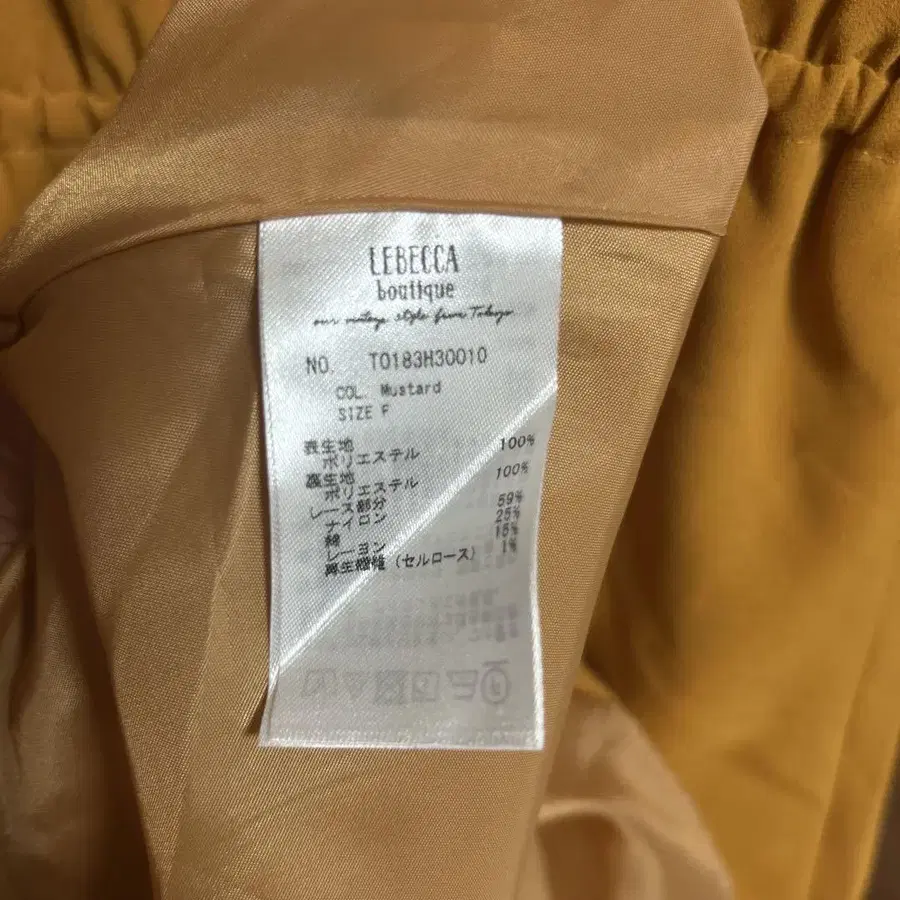 LEBECCA
boutique
our vintage style from Tokyo
NO. T0183H30010
COL. Mustard
SIZE F
表生地
ポリエステル 100%
裏生地
ポリエステル 100%
レース部分
ナイロン 59%
綿 25%
レーヨン 15%
再生繊維(セルロース) 1%